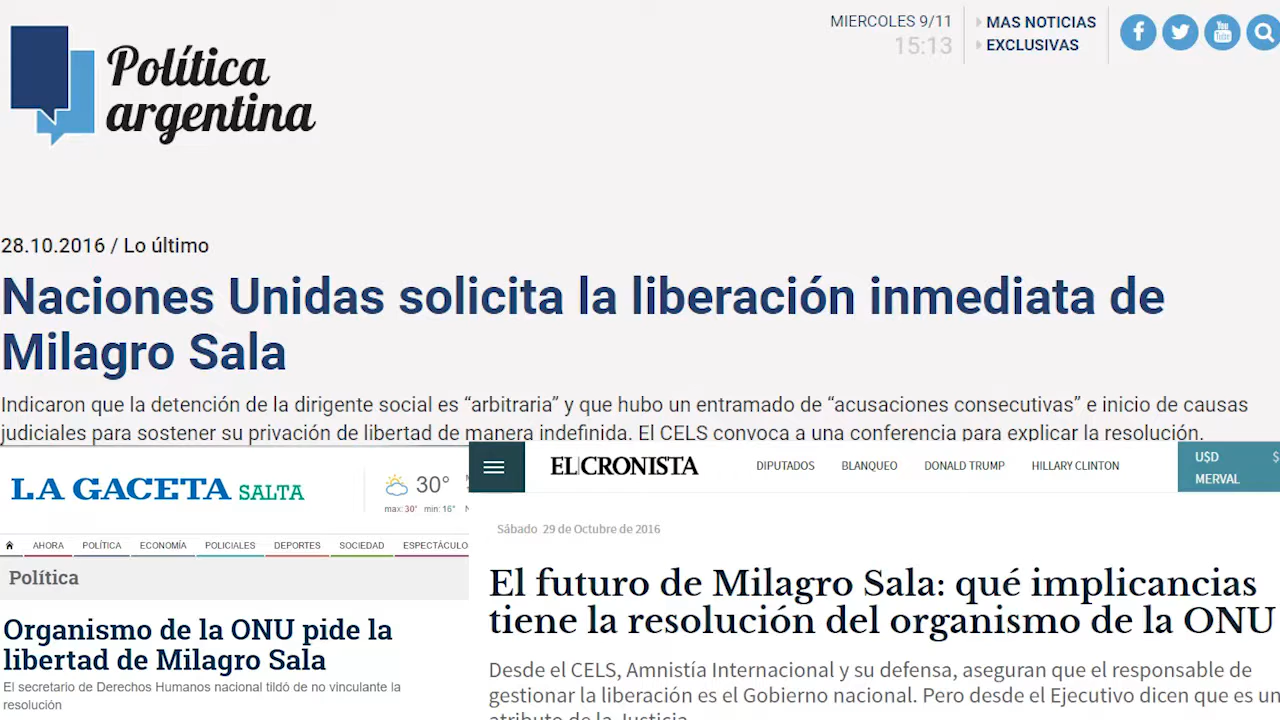 Política
argentina
MIERCOLES 9/11
15:13
MAS NOTICIAS
EXCLUSIVAS
28.10.2016 / Lo último
Naciones Unidas solicita la liberación inmediata de
Milagro Sala
Indicaron que la detención de la dirigente social es “arbitraria” y que hubo un entramado de “acusaciones consecutivas” e inicio de causas
judiciales para sostener su privación de libertad de manera indefinida. El CELS convoca a una conferencia para explicar la resolución.
LA GACETA SALTA
30°
max: 30° min: 16°
AHORA POLÍTICA ECONOMÍA POLICIALES DEPORTES SOCIEDAD ESPECTÁCULO
Política
Organismo de la ONU pide la
libertad de Milagro Sala
El secretario de Derechos Humanos nacional tildó de no vinculante la
resolución
EL CRONISTA
DIPUTADOS BLANQUEO DONALD TRUMP HILLARY CLINTON
U$D
MERVAL
Sábado 29 de Octubre de 2016
El futuro de Milagro Sala: qué implicancias
tiene la resolución del organismo de la ONU
Desde el CELS, Amnistía Internacional y su defensa, aseguran que el responsable de
gestionar la liberación es el Gobierno nacional. Pero desde el Ejecutivo dicen que es un
atributo de la Justicia